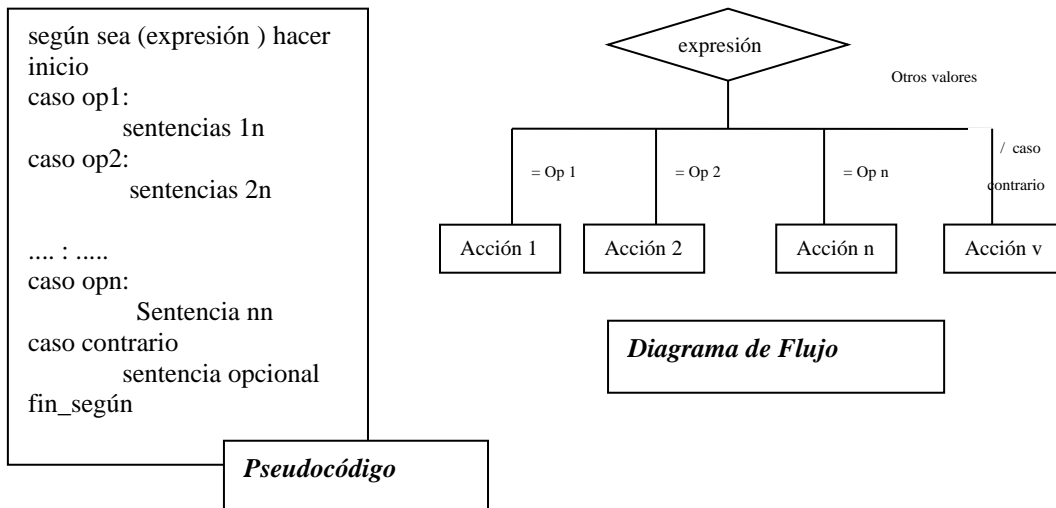 según sea (expresión ) hacer
inicio
caso op1:
sentencias 1n
caso op2:
sentencias 2n
.... : .....
caso opn:
Sentencia nn
caso contrario
sentencia opcional
fin_según
Pseudocódigo
expresión
Otros valores
/ caso
contrario
= Op 1
= Op 2
= Op n
Acción 1
Acción 2
Acción n
Acción v
Diagrama de Flujo